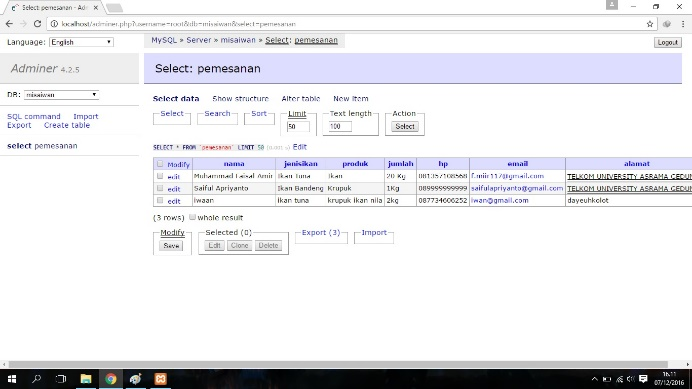 Select: pemesanan - Adm
localhost/adminer.php?username=root&db=misaiwan&select=pemesanan
Language: English
MySQL » Server » misaiwan » Select: pemesanan
Logout
Adminer 4.2.5
Select: pemesanan
DB: misaiwan
Select data Show structure Alter table New item
SQL command Import
Export Create table
select pemesanan
Select Search Sort Limit Text length Action
50 100 Select
SELECT * FROM `pemesanan` LIMIT 50 Edit
Modify nama jenisikan produk jumlah hp email alamat
edit Muhammad Faisal Amir Ikan Tuna Ikan 20 Kg 081357108568 f.miir117@gmail.com TELKOM UNIVERSITY ASRAMA GEDUN
edit Saiful Apriyanto Ikan Bandeng Krupuk 1Kg 089999999999 saifulapriyanto@gmail.com TELKOM UNIVERSITY ASRAMA GEDUN
edit iwaan ikan tuna krupuk ikan nila 2kg 087734606252 iwan@gmail.com dayeuhkolot
(3 rows) whole result
Modify Selected (0) Export (3) Import
Save Edit Clone Delete
16.11
07/12/2016